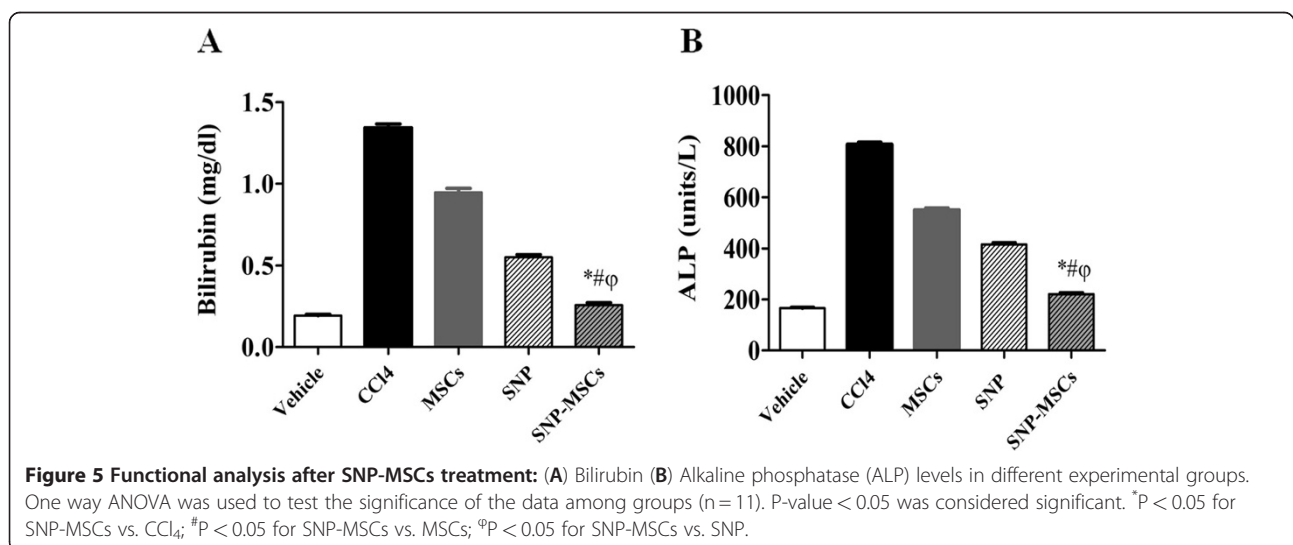 A
B
Bilirubin (mg/dl)
1.5
1.0
0.5
0.0
*#φ
Vehicle
CCl4
MSCs
SNP
SNP-MSCs
ALP (units/L)
1000
800
600
400
200
0
*#φ
Vehicle
CCl4
MSCs
SNP
SNP-MSCs
Figure 5 Functional analysis after SNP-MSCs treatment: (A) Bilirubin (B) Alkaline phosphatase (ALP) levels in different experimental groups.
One way ANOVA was used to test the significance of the data among groups (n = 11). P-value < 0.05 was considered significant. *P < 0.05 for
SNP-MSCs vs. CCl₄; #P < 0.05 for SNP-MSCs vs. MSCs; φP < 0.05 for SNP-MSCs vs. SNP.